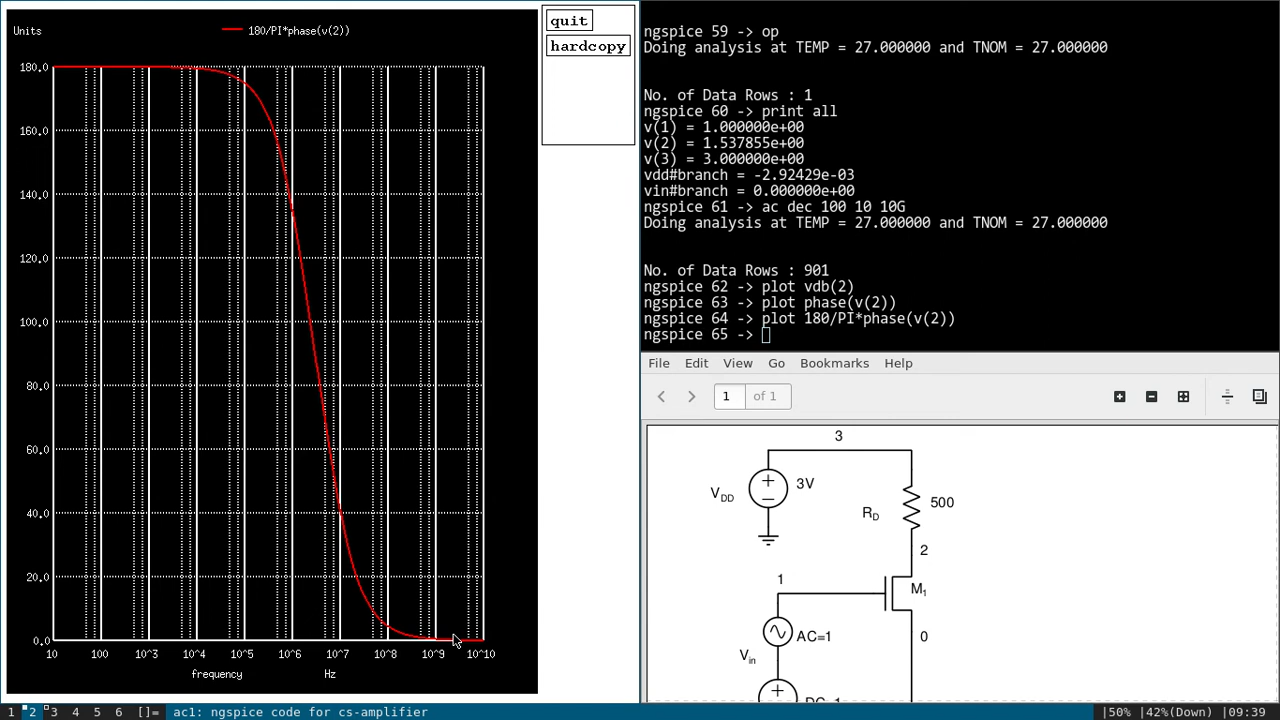 Units
180/PI*phase(v(2))
180.0
160.0
140.0
120.0
100.0
80.0
60.0
40.0
20.0
0.0
10 100 10^3 10^4 10^5 10^6 10^7 10^8 10^9 10^10
frequency Hz
quit
hardcopy
ngspice 59 -> op
Doing analysis at TEMP = 27.000000 and TNOM = 27.000000
No. of Data Rows : 1
ngspice 60 -> print all
v(1) = 1.000000e+00
v(2) = 1.537855e+00
v(3) = 3.000000e+00
vdd#branch = -2.92429e-03
vin#branch = 0.000000e+00
ngspice 61 -> ac dec 100 10 10G
Doing analysis at TEMP = 27.000000 and TNOM = 27.000000
No. of Data Rows : 901
ngspice 62 -> plot vdb(2)
ngspice 63 -> plot phase(v(2))
ngspice 64 -> plot 180/PI*phase(v(2))
ngspice 65 ->
File Edit View Go Bookmarks Help
1 of 1
3
VDD 3V
RD 500
2
1
M1
AC=1 0
Vin
1 2 3 4 5 6 []= ac1: ngspice code for cs-amplifier |50% |42%(Down) |09:39